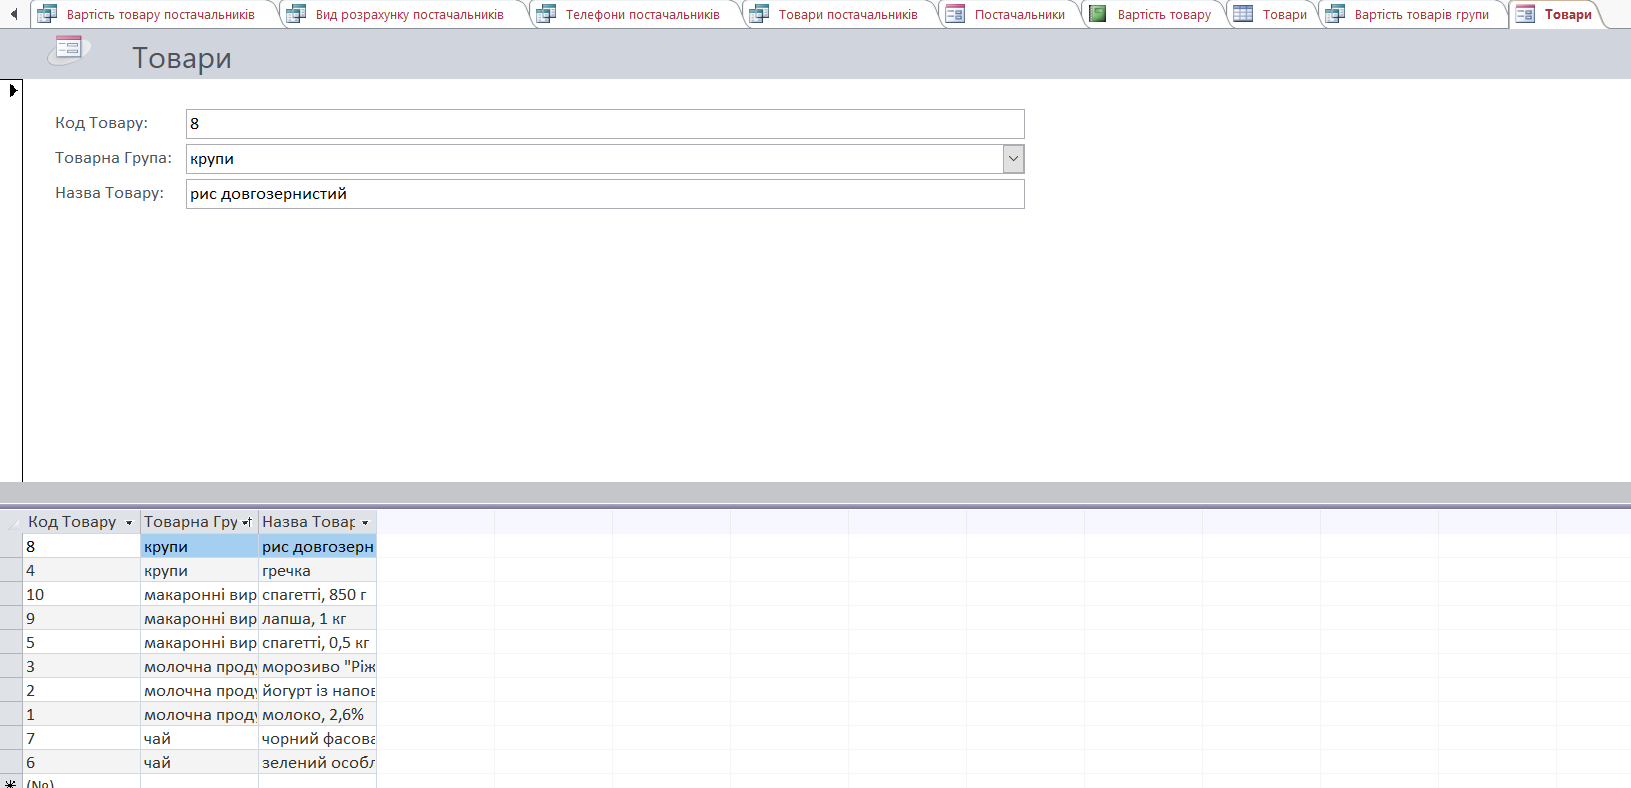 Вартість товару постачальників Вид розрахунку постачальників Телефони постачальників Товари постачальників Постачальники Вартість товару Товари Вартість товарів групи Товари
Товари
Код Товару: 8
Товарна Група: крупи
Назва Товару: рис довгозернистий
Код Товару Товарна Гру Назва Товар
8 крупи рис довгозерн
4 крупи гречка
10 макаронні вир спагетті, 850 г
9 макаронні вир лапша, 1 кг
5 макаронні вир спагетті, 0,5 кг
3 молочна проду морозиво "Ріж
2 молочна проду йогурт із напов
1 молочна проду молоко, 2,6%
7 чай чорний фасова
6 чай зелений особл
(№)